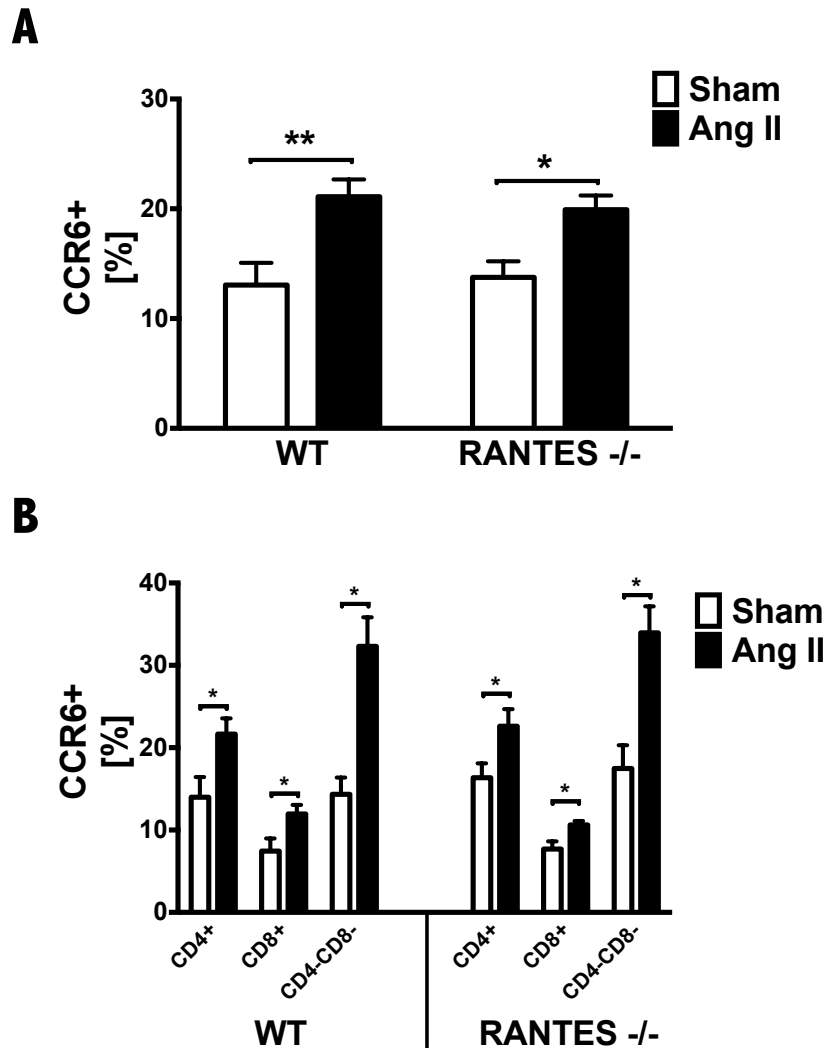 A
Sham
Ang II
30
20
10
0
CCR6+
[%]
**
*
WT
RANTES -/-
B
Sham
Ang II
40
30
20
10
0
CCR6+
[%]
*
*
*
*
*
*
CD4+
CD8+
CD4-CD8-
CD4+
CD8+
CD4-CD8-
WT
RANTES -/-